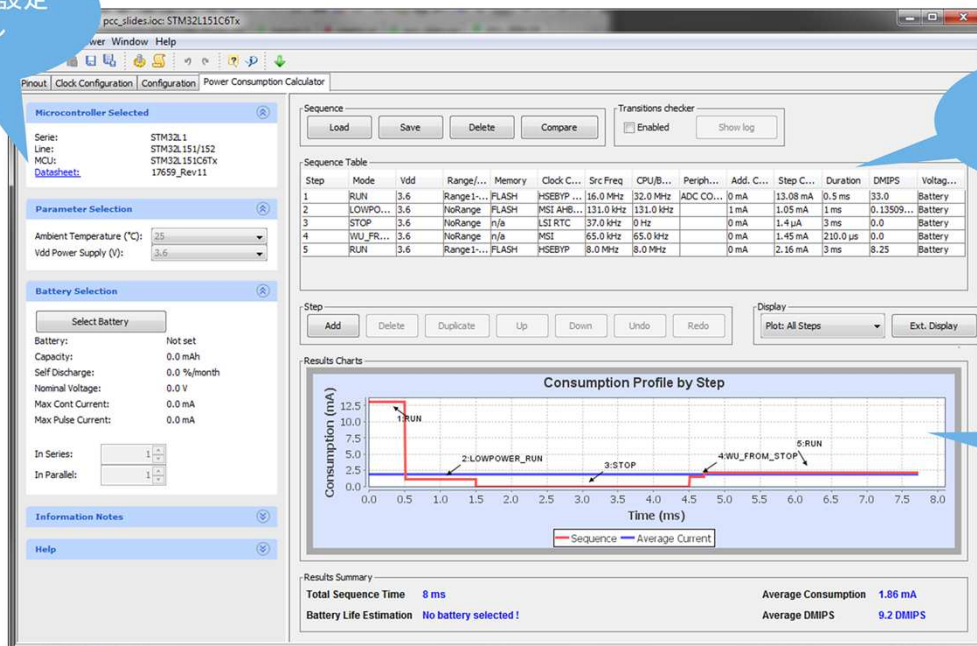 設定
pcc_slides.ioc: STM32L151C6Tx
wer Window Help
Pinout Clock Configuration Configuration Power Consumption Calculator
Microcontroller Selected
Serie: STM32L1
Line: STM32L151/152
MCU: STM32L151C6Tx
Datasheet: 17659_Rev11
Parameter Selection
Ambient Temperature (°C): 25
Vdd Power Supply (V): 3.6
Battery Selection
Select Battery
Battery: Not set
Capacity: 0.0 mAh
Self Discharge: 0.0 %/month
Nominal Voltage: 0.0 V
Max Cont Current: 0.0 mA
Max Pulse Current: 0.0 mA
In Series: 1
In Parallel: 1
Information Notes
Help
Sequence
Load Save Delete Compare
Transitions checker
Enabled Show log
Sequence Table
Step Mode Vdd Range/... Memory Clock C... Src Freq CPU/B... Periph... Add. C... Step C... Duration DMIPS Voltag...
1 RUN 3.6 Range1-... FLASH HSEBYP ... 16.0 MHz 32.0 MHz ADC CO... 0 mA 13.08 mA 0.5 ms 33.0 Battery
2 LOWPO... 3.6 NoRange FLASH MSI AHB... 131.0 kHz 131.0 kHz 1 mA 1.05 mA 1 ms 0.13509... Battery
3 STOP 3.6 NoRange n/a LSI RTC 37.0 kHz 0 Hz 0 mA 1.4 µA 3 ms 0.0 Battery
4 WU_FR... 3.6 NoRange n/a MSI 65.0 kHz 65.0 kHz 0 mA 1.45 mA 210.0 µs 0.0 Battery
5 RUN 3.6 Range1-... FLASH HSEBYP 8.0 MHz 8.0 MHz 0 mA 2.16 mA 3 ms 8.25 Battery
Step
Add Delete Duplicate Up Down Undo Redo
Display
Plot: All Steps Ext. Display
Results Charts
Consumption Profile by Step
Consumption (mA)
12.5
10.0
7.5
5.0
2.5
0.0
1:RUN
2:LOWPOWER_RUN
3:STOP
4:WU_FROM_STOP
5:RUN
0.0 0.5 1.0 1.5 2.0 2.5 3.0 3.5 4.0 4.5 5.0 5.5 6.0 6.5 7.0 7.5 8.0
Time (ms)
Sequence Average Current
Results Summary
Total Sequence Time 8 ms Average Consumption 1.86 mA
Battery Life Estimation No battery selected ! Average DMIPS 9.2 DMIPS